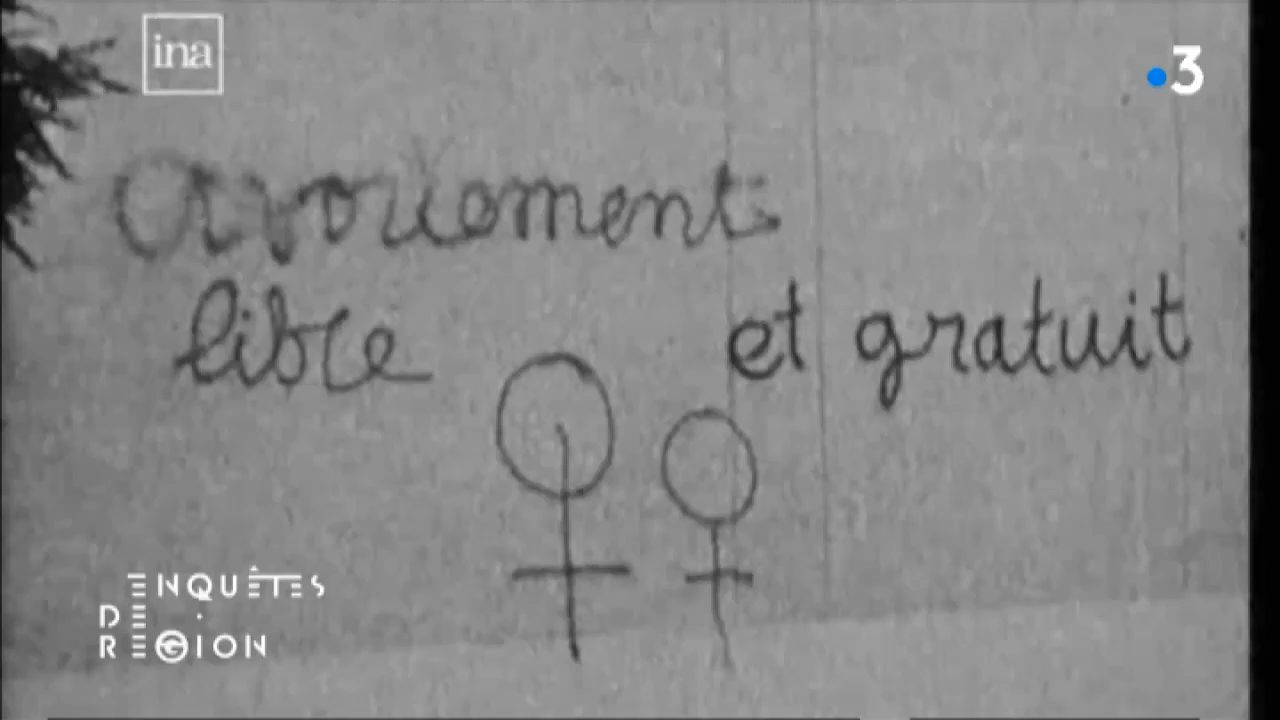 ina
3
avortement
libre et gratuit
ENQUÊTES
DE
RÉGION